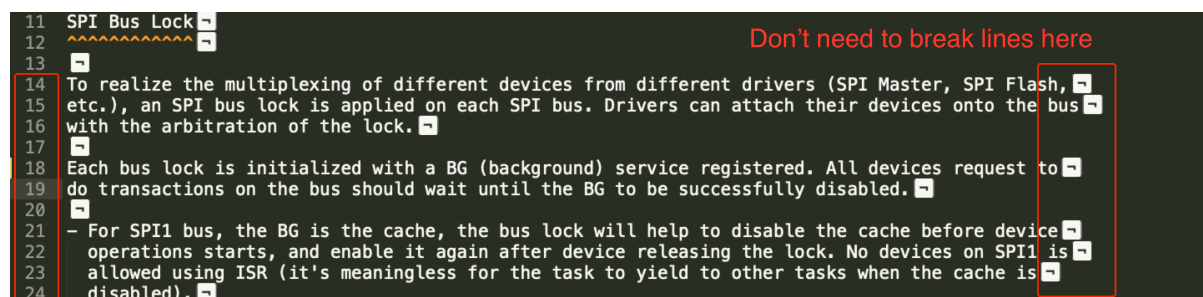 11 SPI Bus Lock¬
12 ^^^^^^^^^^^^¬
Don't need to break lines here
13 ¬
14 To realize the multiplexing of different devices from different drivers (SPI Master, SPI Flash,¬
15 etc.), an SPI bus lock is applied on each SPI bus. Drivers can attach their devices onto the bus¬
16 with the arbitration of the lock.¬
17 ¬
18 Each bus lock is initialized with a BG (background) service registered. All devices request to¬
19 do transactions on the bus should wait until the BG to be successfully disabled.¬
20 ¬
21 - For SPI1 bus, the BG is the cache, the bus lock will help to disable the cache before device¬
22 operations starts, and enable it again after device releasing the lock. No devices on SPI1 is¬
23 allowed using ISR (it's meaningless for the task to yield to other tasks when the cache is¬
24 disabled).¬